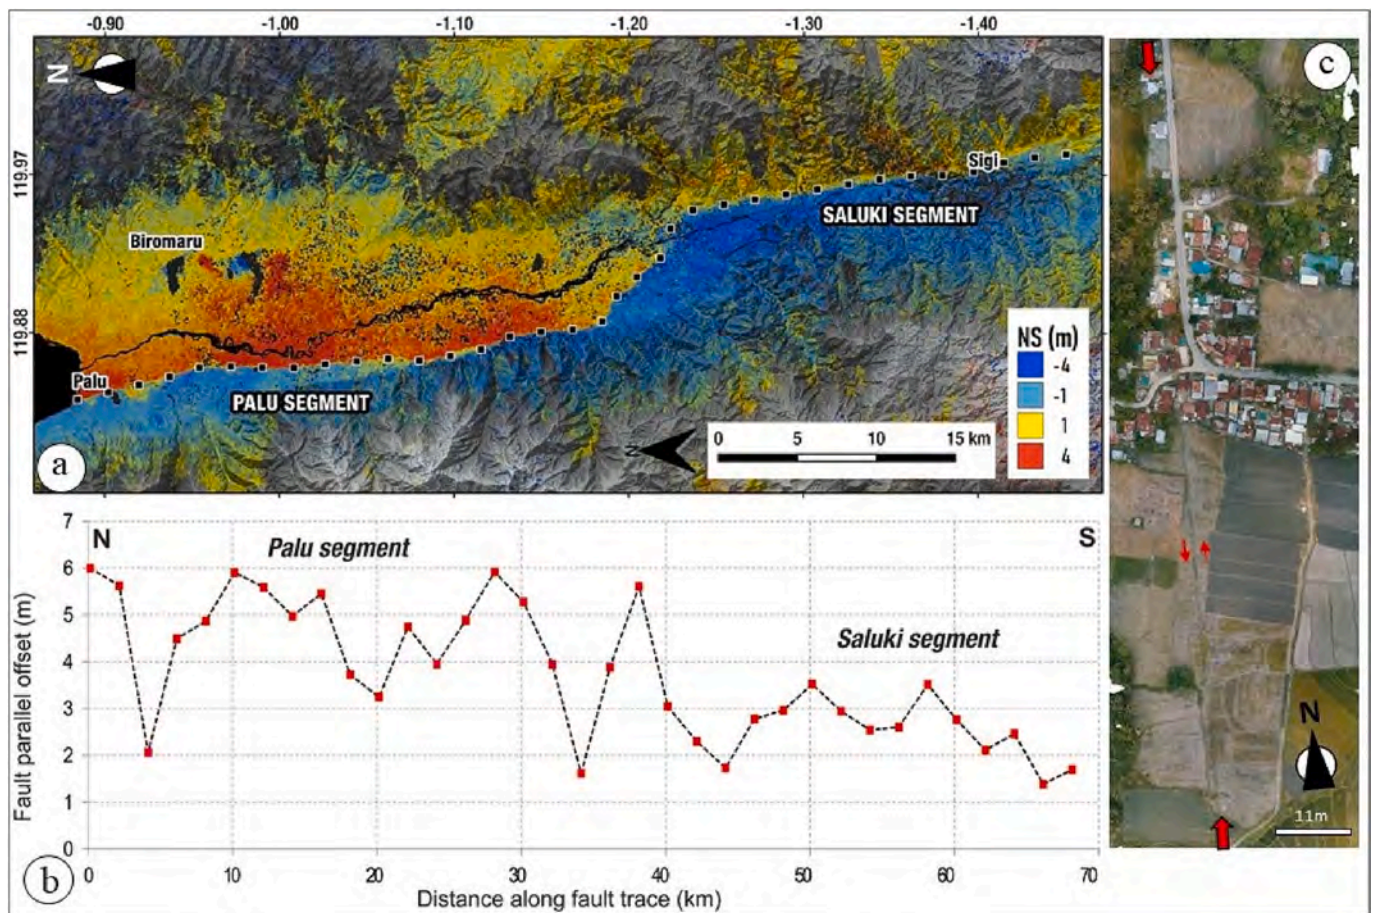 -0.90 -1.00 -1.10 -1.20 -1.30 -1.40
N
119.97
119.88
Biromaru
Sigi
SALUKI SEGMENT
Palu
PALU SEGMENT
NS (m)
-4
-1
1
4
N
0 5 10 15 km
a
c
N
11m
7
6
5
4
3
2
1
0
N
S
Palu segment
Saluki segment
Fault parallel offset (m)
0 10 20 30 40 50 60 70
Distance along fault trace (km)
b